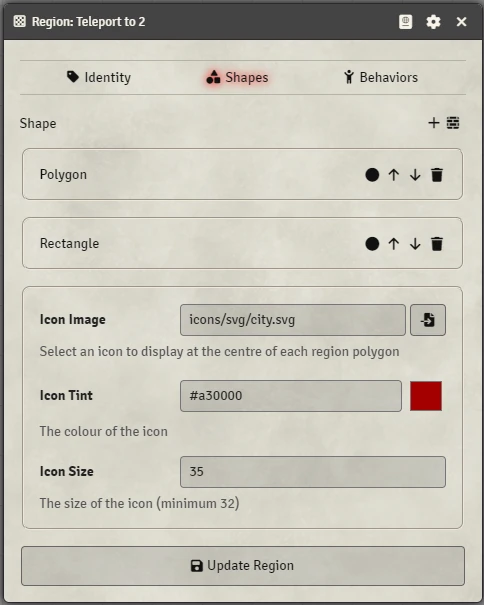 Region: Teleport to 2
Identity
Shapes
Behaviors
Shape
Polygon
Rectangle
Icon Image
icons/svg/city.svg
Select an icon to display at the centre of each region polygon
Icon Tint
#a30000
The colour of the icon
Icon Size
35
The size of the icon (minimum 32)
Update Region